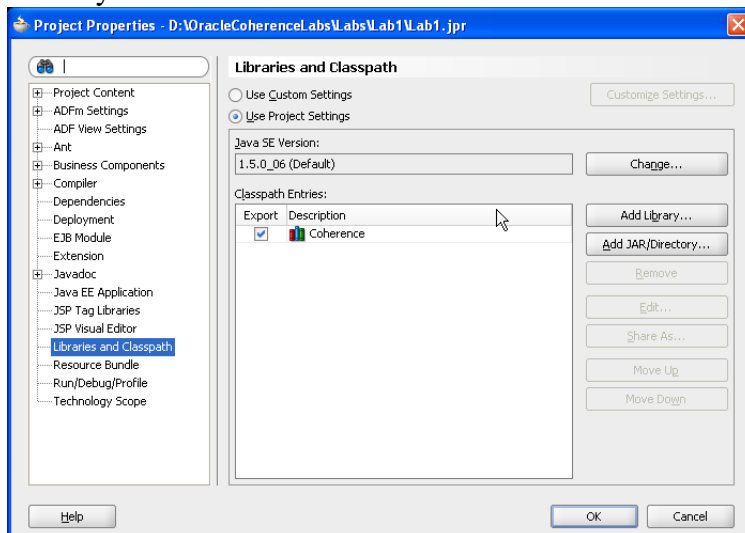 Project Properties - D:\OracleCoherenceLabs\Labs\Lab1\Lab1.jpr
Project Content
ADFm Settings
ADF View Settings
Ant
Business Components
Compiler
Dependencies
Deployment
EJB Module
Extension
Javadoc
Java EE Application
JSP Tag Libraries
JSP Visual Editor
Libraries and Classpath
Resource Bundle
Run/Debug/Profile
Technology Scope
Libraries and Classpath
Use Custom Settings
Customize Settings...
Use Project Settings
Java SE Version:
1.5.0_06 (Default)
Change...
Classpath Entries:
Export Description
Coherence
Add Library...
Add JAR/Directory...
Remove
Edit...
Share As...
Move Up
Move Down
Help
OK
Cancel